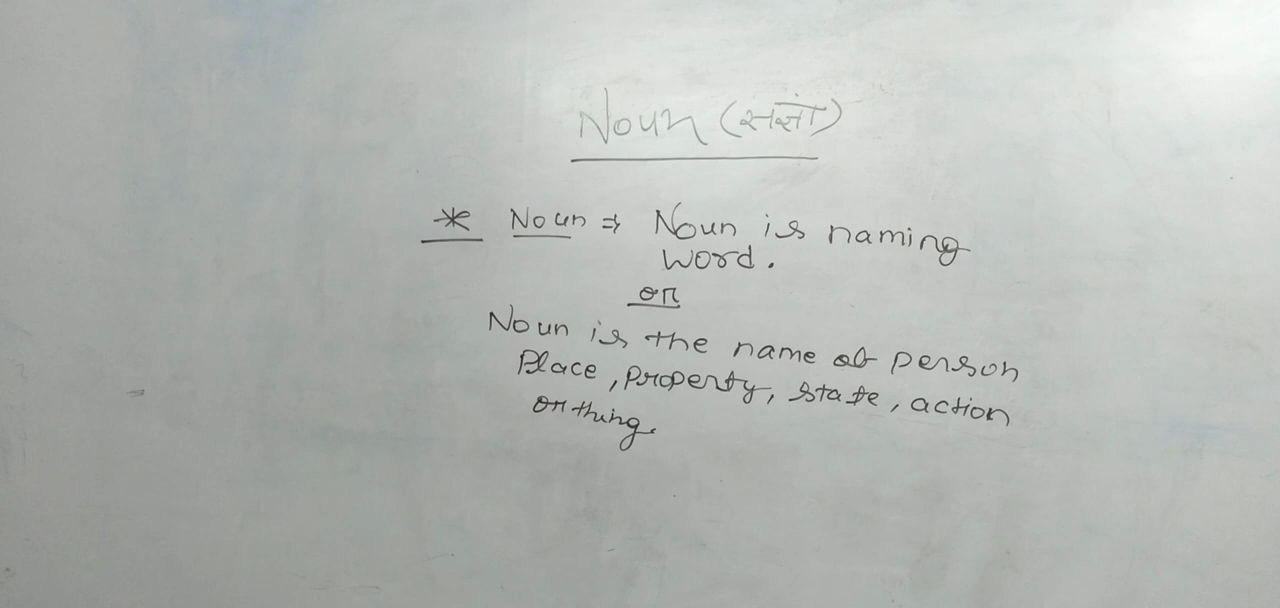 Noun (संज्ञा)
* Noun ⇒ Noun is naming
word.
or
Noun is the name of person
Place, property, state, action
or thing.